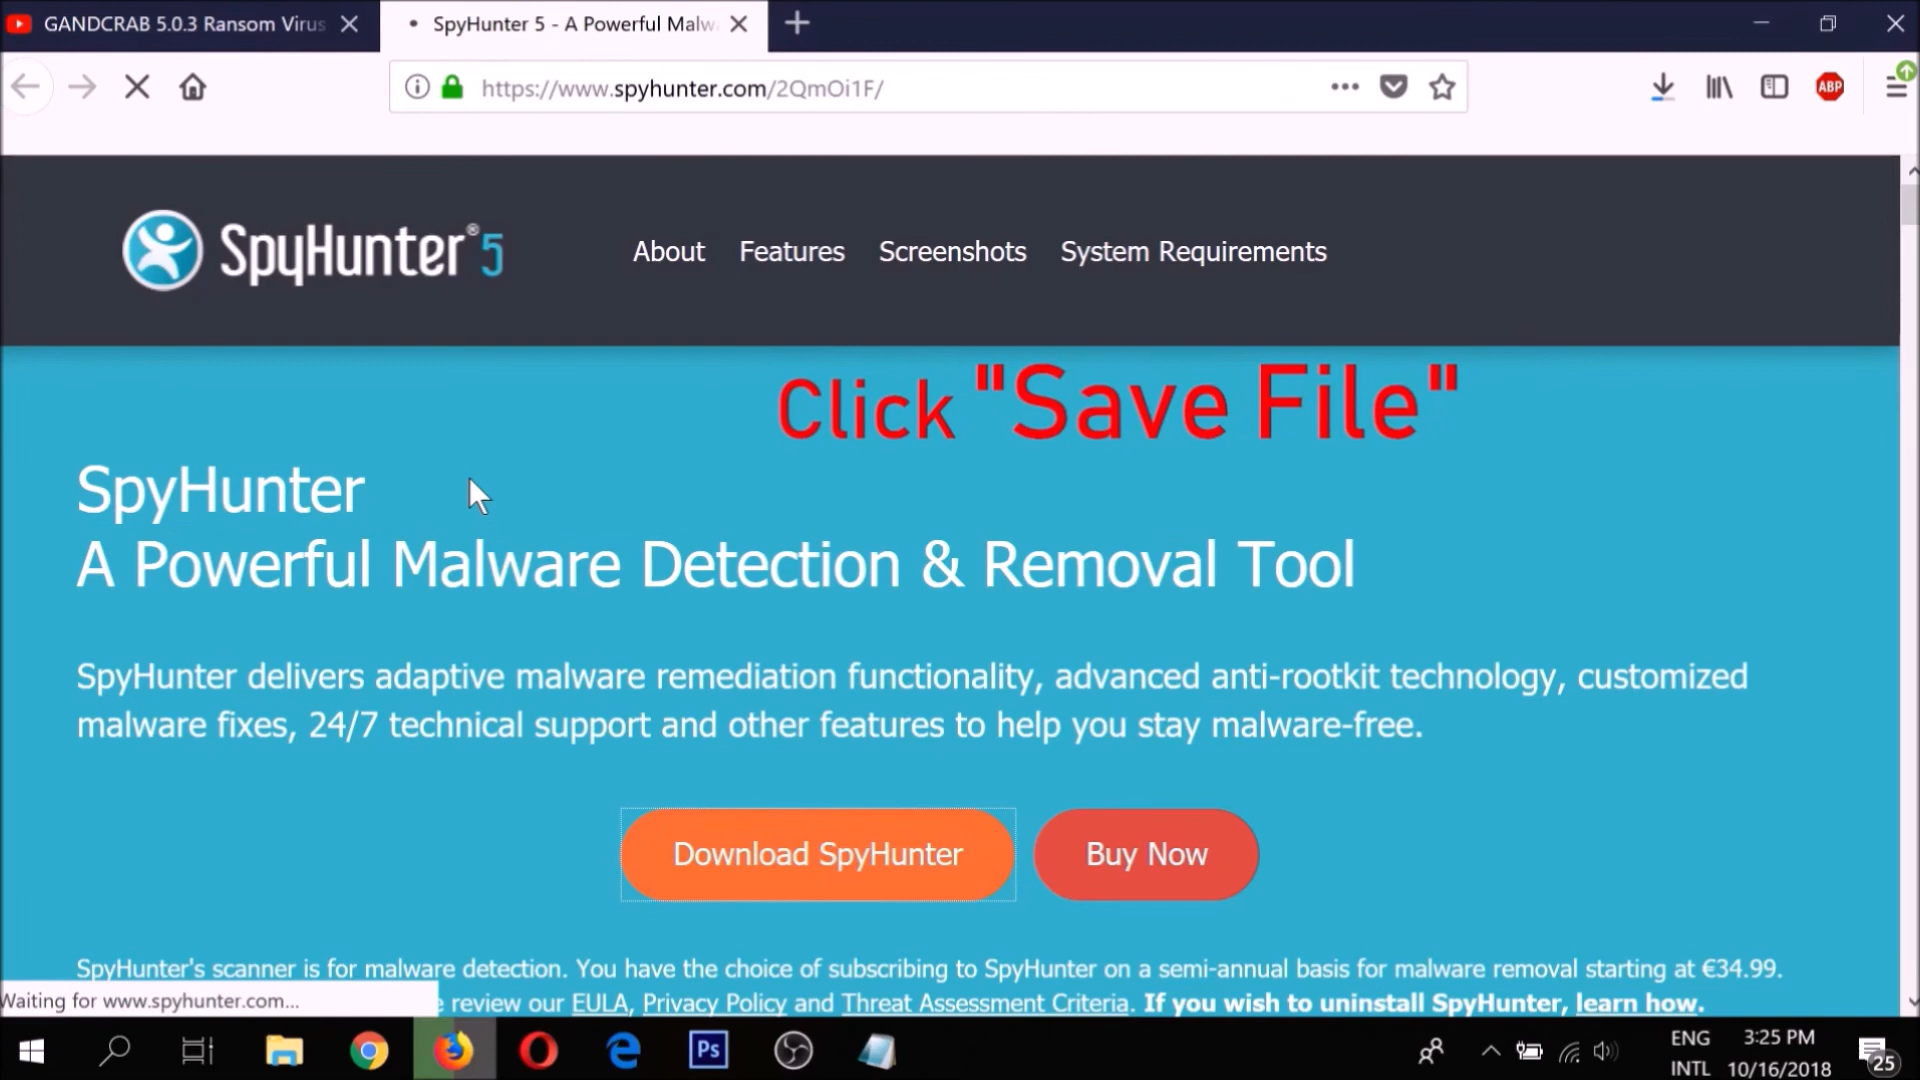 GANDCRAB 5.0.3 Ransom Virus
SpyHunter 5 - A Powerful Malw
https://www.spyhunter.com/2QmOi1F/
ABP
SpyHunter® 5
About Features Screenshots System Requirements
Click "Save File"
SpyHunter
A Powerful Malware Detection & Removal Tool
SpyHunter delivers adaptive malware remediation functionality, advanced anti-rootkit technology, customized
malware fixes, 24/7 technical support and other features to help you stay malware-free.
Download SpyHunter Buy Now
SpyHunter's scanner is for malware detection. You have the choice of subscribing to SpyHunter on a semi-annual basis for malware removal starting at €34.99.
Waiting for www.spyhunter.com... e review our EULA, Privacy Policy and Threat Assessment Criteria. If you wish to uninstall SpyHunter, learn how.
Ps
ENG 3:25 PM
INTL 10/16/2018 25